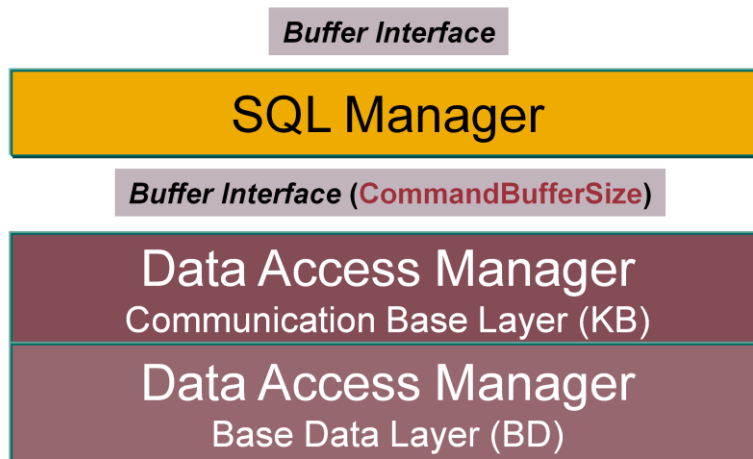 Buffer Interface
SQL Manager
Buffer Interface (CommandBufferSize)
Data Access Manager
Communication Base Layer (KB)
Data Access Manager
Base Data Layer (BD)